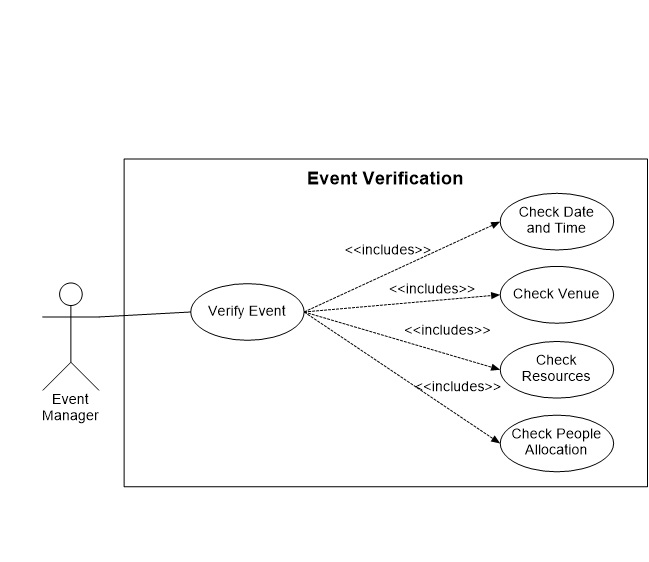 Event Verification
Check Date
and Time
<<includes>>
<<includes>>
Check Venue
Verify Event
<<includes>>
Check
Resources
<<includes>>
Event
Manager
Check People
Allocation